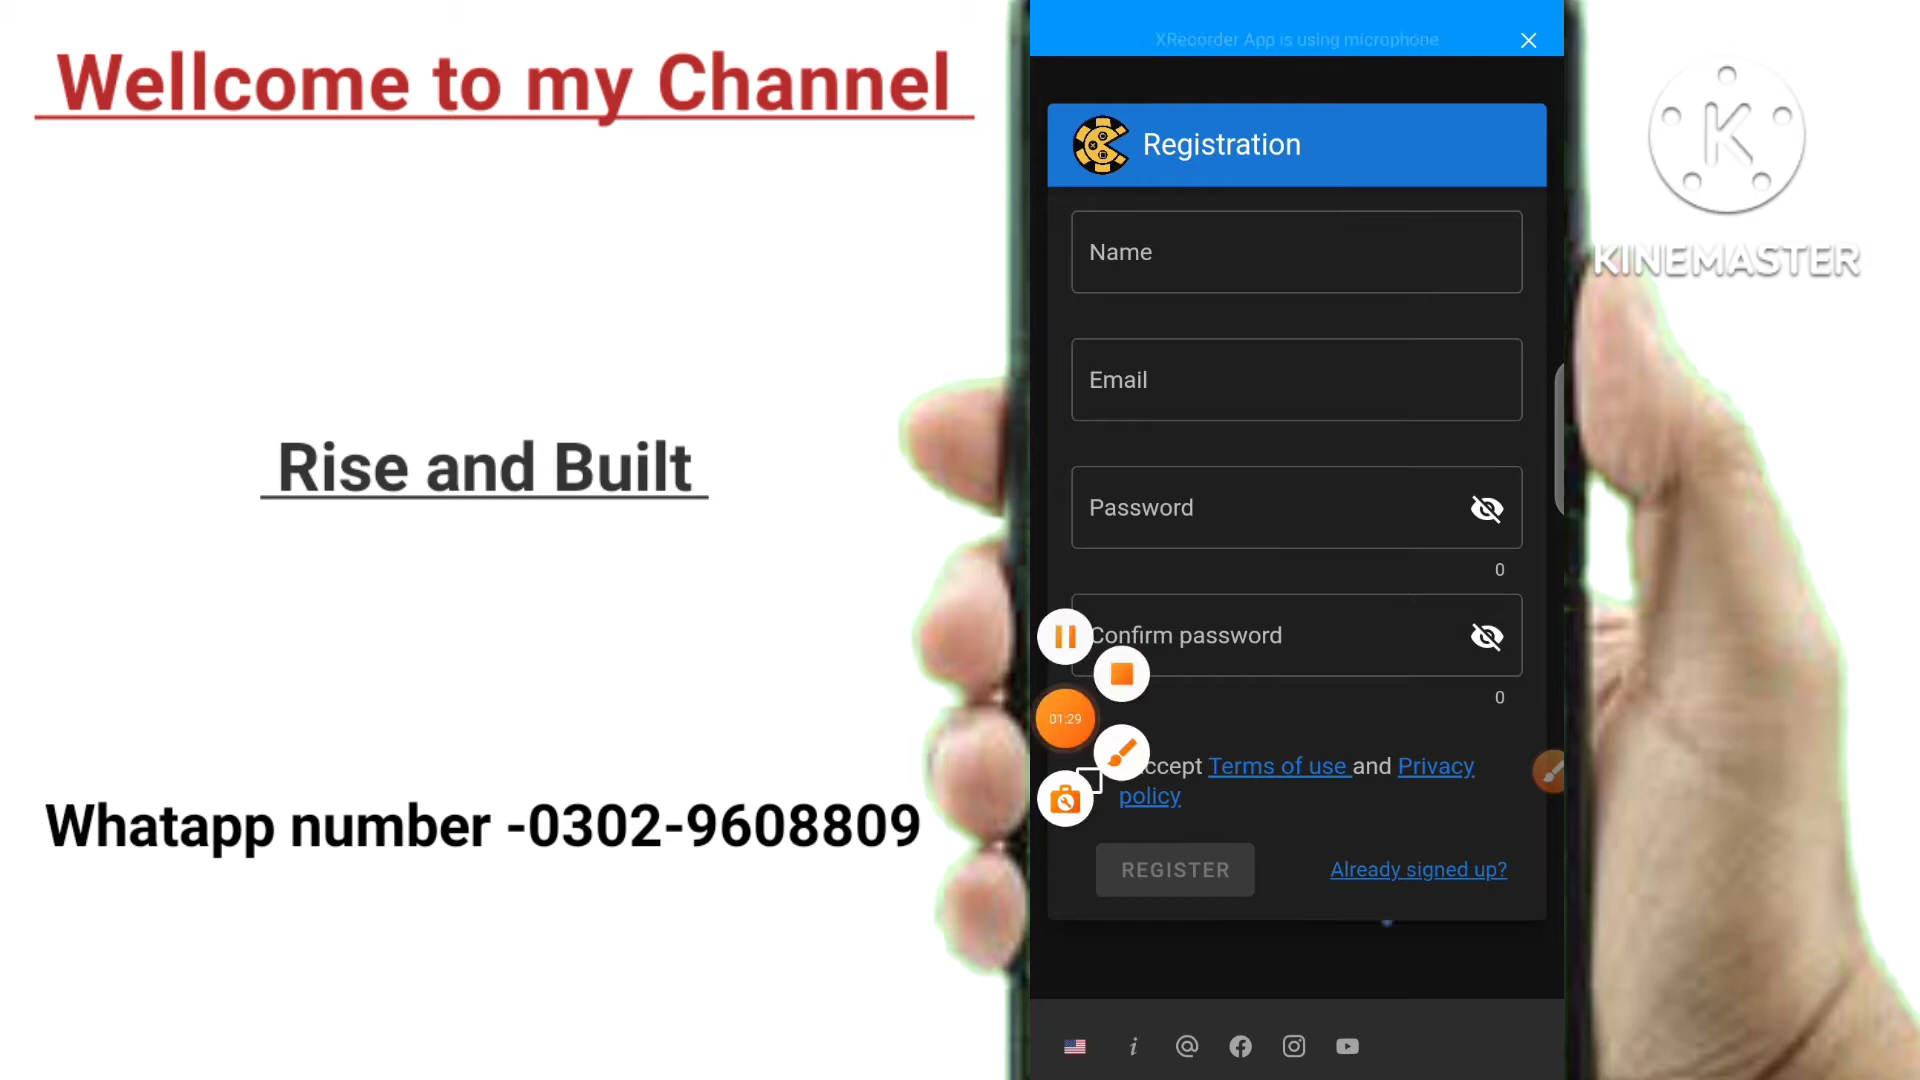 Wellcome to my Channel
Rise and Built
Whatapp number -0302-9608809
XRecorder App is using microphone
Registration
Name
Email
Password
0
Confirm password
0
01:29
ccept Terms of use and Privacy
policy
REGISTER
Already signed up?
K
KINEMASTER